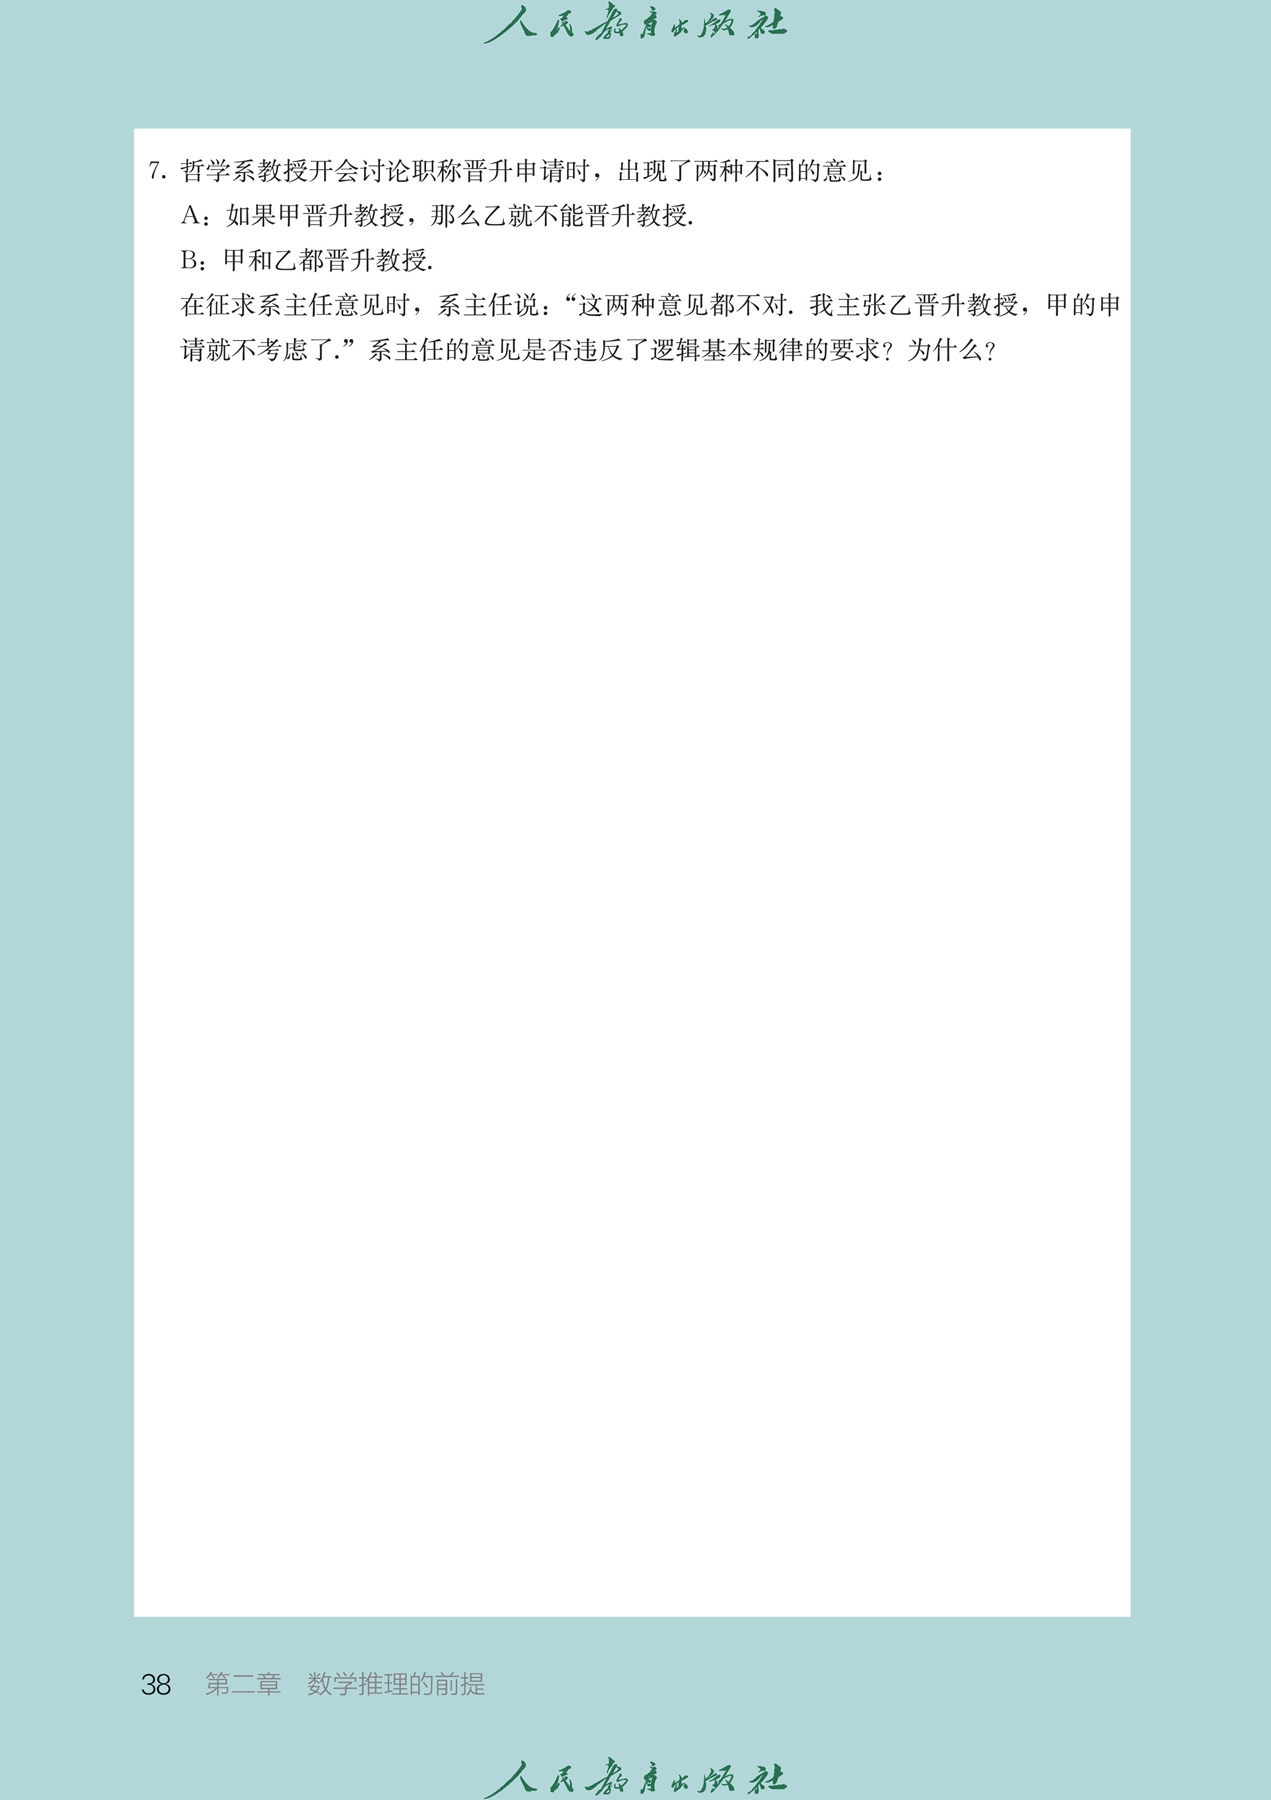 人民教育出版社
7. 哲学系教授开会讨论职称晋升申请时，出现了两种不同的意见：
A：如果甲晋升教授，那么乙就不能晋升教授.
B：甲和乙都晋升教授.
在征求系主任意见时，系主任说：“这两种意见都不对. 我主张乙晋升教授，甲的申
请就不考虑了.”系主任的意见是否违反了逻辑基本规律的要求？为什么？
38 第二章 数学推理的前提
人民教育出版社